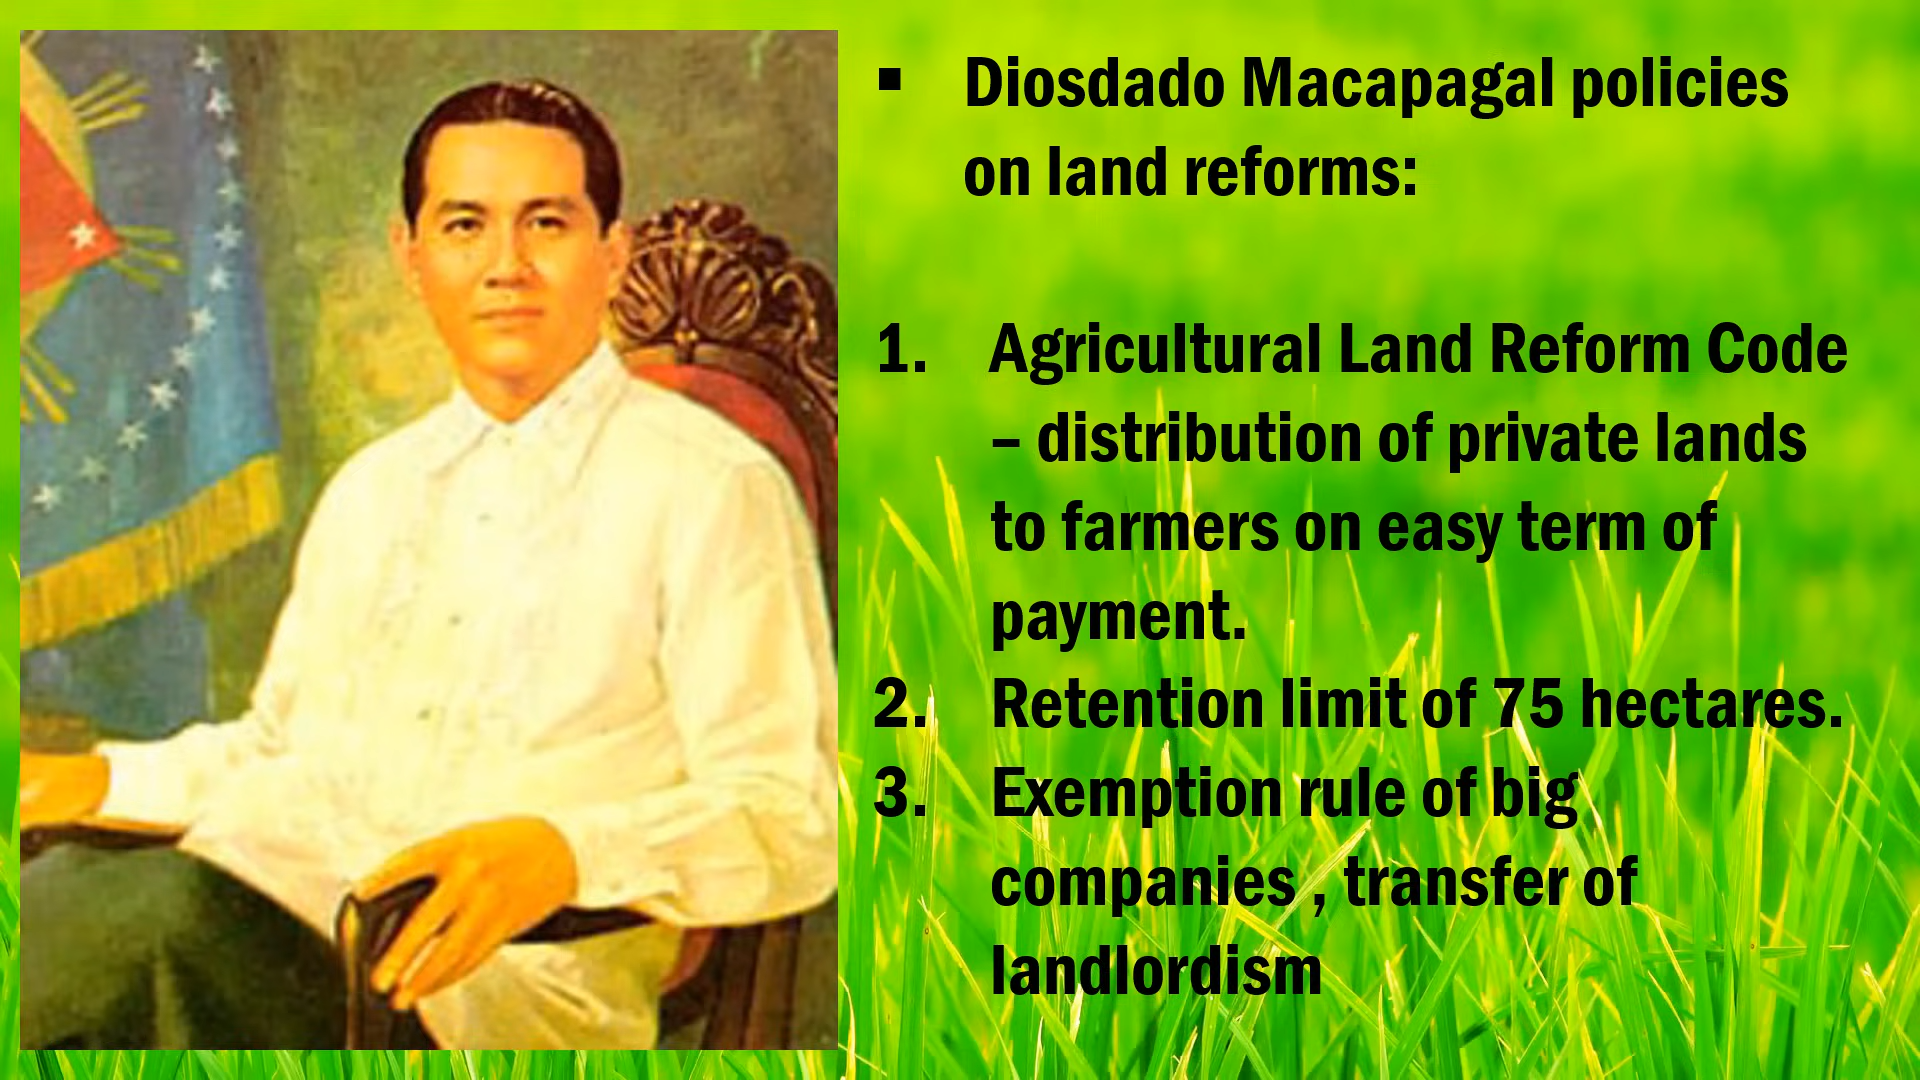 ▪ Diosdado Macapagal policies
on land reforms:
1. Agricultural Land Reform Code
– distribution of private lands
to farmers on easy term of
payment.
2. Retention limit of 75 hectares.
3. Exemption rule of big
companies , transfer of
landlordism